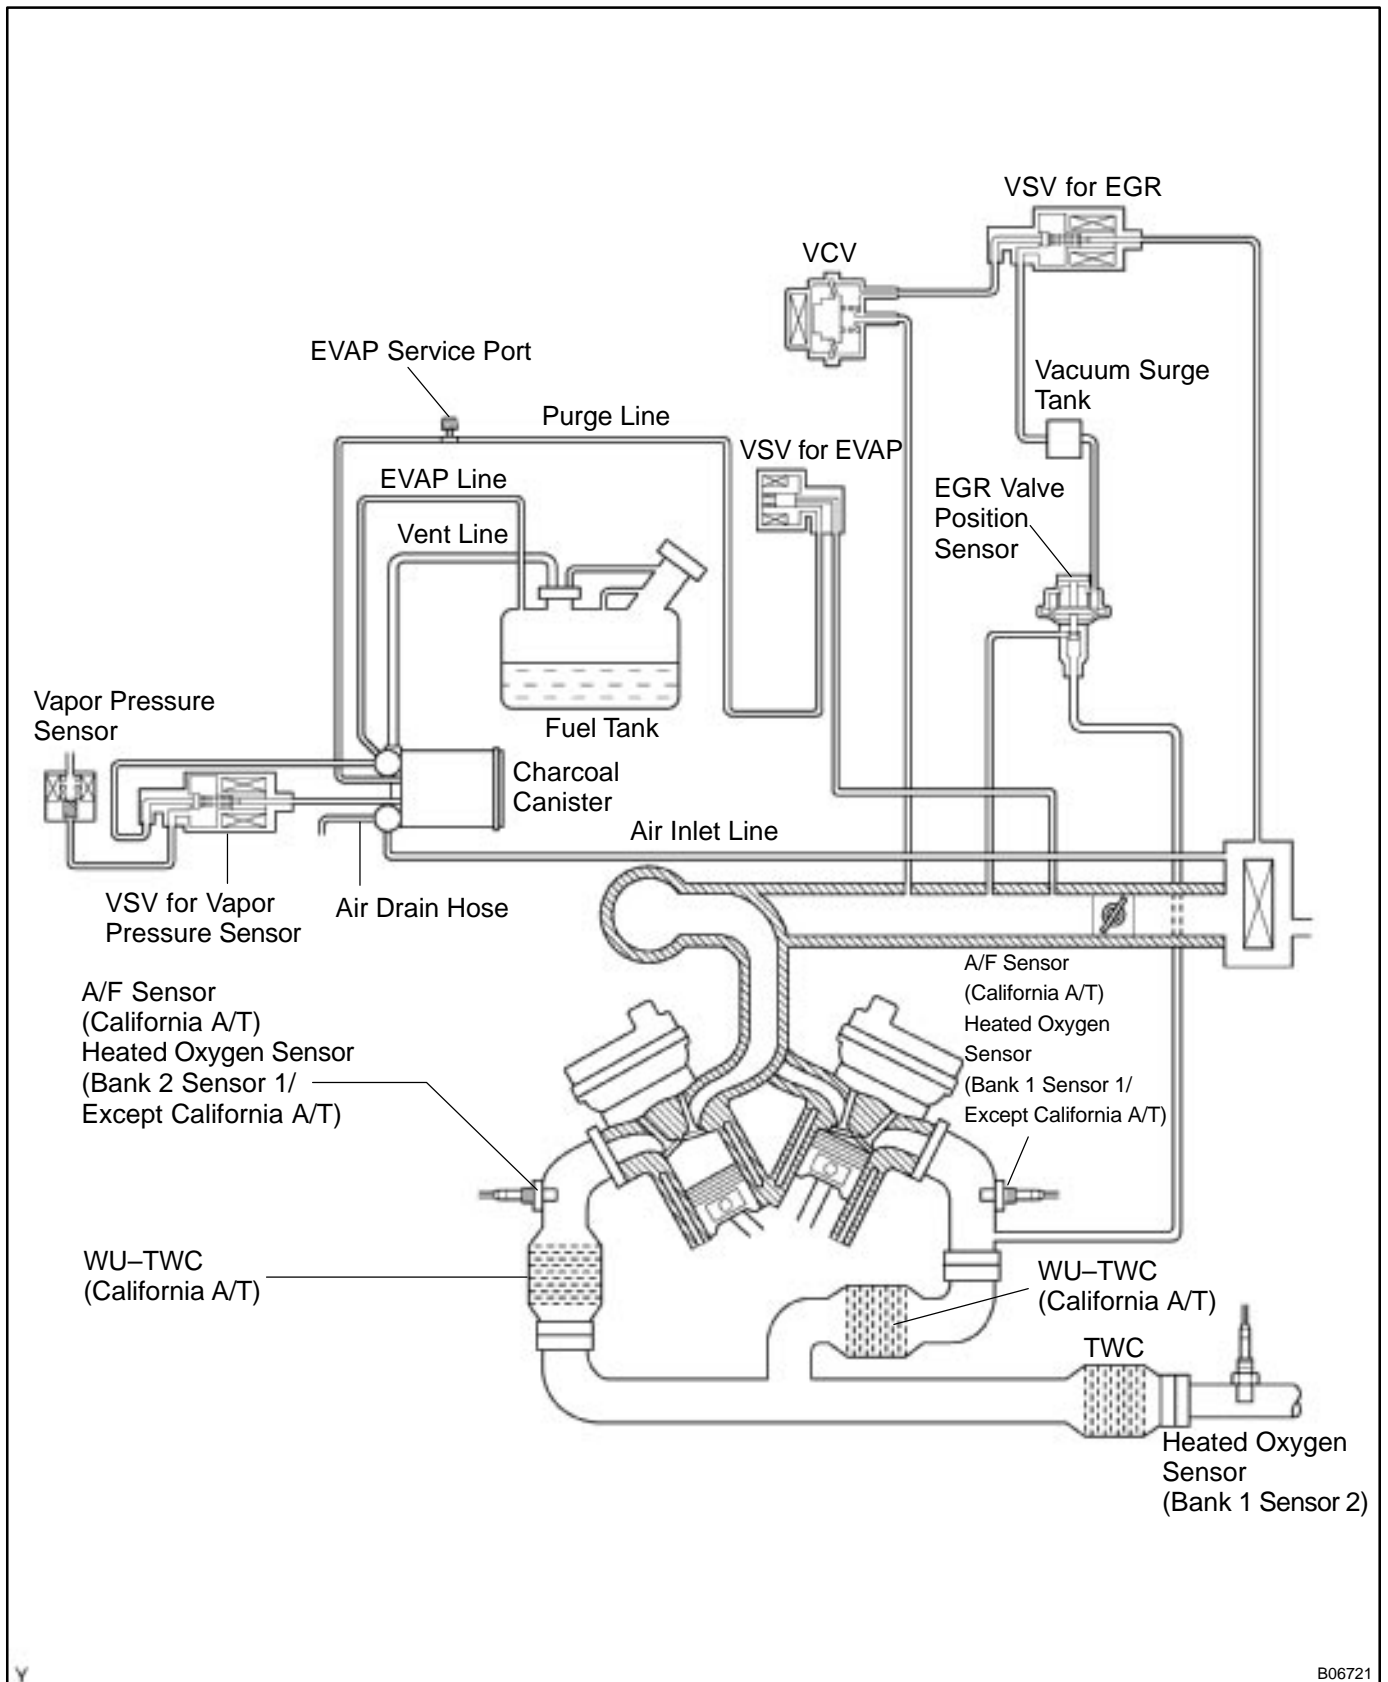 VSV for EGR
VCV
EVAP Service Port
Vacuum Surge
Tank
Purge Line
VSV for EVAP
EVAP Line
EGR Valve
Position
Sensor
Vent Line
Vapor Pressure
Sensor
Fuel Tank
Charcoal
Canister
Air Inlet Line
VSV for Vapor
Pressure Sensor
Air Drain Hose
A/F Sensor
(California A/T)
Heated Oxygen Sensor
(Bank 2 Sensor 1/
Except California A/T)
A/F Sensor
(California A/T)
Heated Oxygen
Sensor
(Bank 1 Sensor 1/
Except California A/T)
WU–TWC
(California A/T)
WU–TWC
(California A/T)
TWC
Heated Oxygen
Sensor
(Bank 1 Sensor 2)
Y
B06721